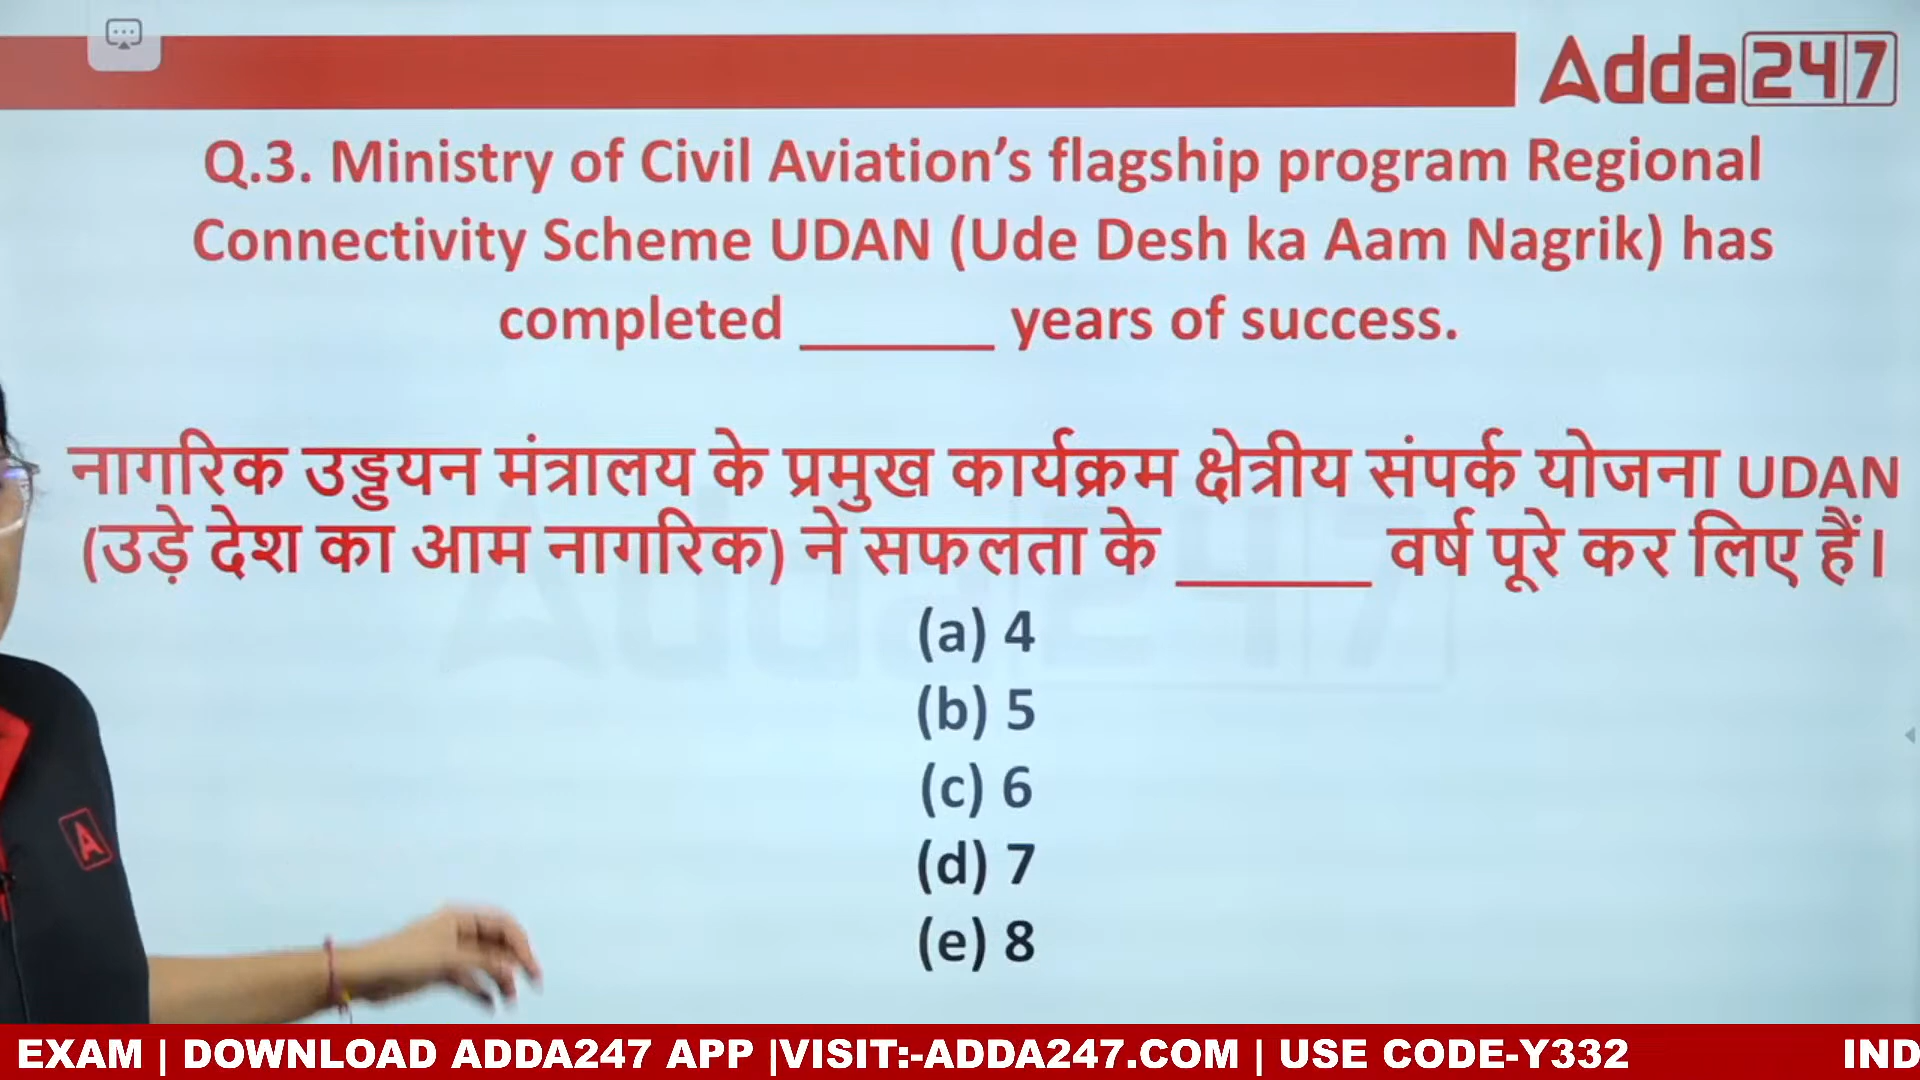 Adda247
Q.3. Ministry of Civil Aviation’s flagship program Regional
Connectivity Scheme UDAN (Ude Desh ka Aam Nagrik) has
completed ______ years of success.
नागरिक उड्डयन मंत्रालय के प्रमुख कार्यक्रम क्षेत्रीय संपर्क योजना UDAN
(उड़े देश का आम नागरिक) ने सफलता के ______ वर्ष पूरे कर लिए हैं।
Adda247
(a) 4
(b) 5
(c) 6
(d) 7
(e) 8
A
EXAM | DOWNLOAD ADDA247 APP |VISIT:-ADDA247.COM | USE CODE-Y332 IND